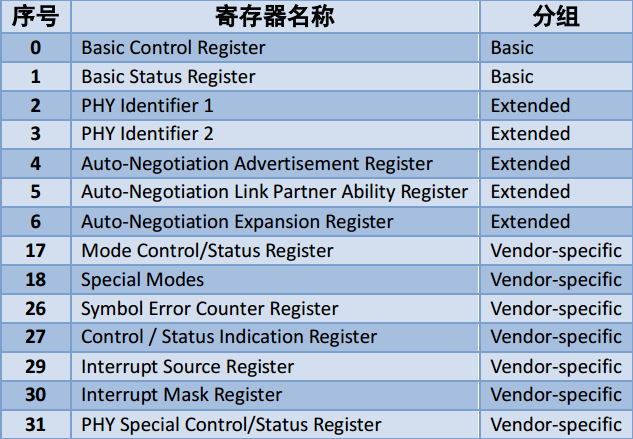 序号 寄存器名称 分组
0 Basic Control Register Basic
1 Basic Status Register Basic
2 PHY Identifier 1 Extended
3 PHY Identifier 2 Extended
4 Auto-Negotiation Advertisement Register Extended
5 Auto-Negotiation Link Partner Ability Register Extended
6 Auto-Negotiation Expansion Register Extended
17 Mode Control/Status Register Vendor-specific
18 Special Modes Vendor-specific
26 Symbol Error Counter Register Vendor-specific
27 Control / Status Indication Register Vendor-specific
29 Interrupt Source Register Vendor-specific
30 Interrupt Mask Register Vendor-specific
31 PHY Special Control/Status Register Vendor-specific